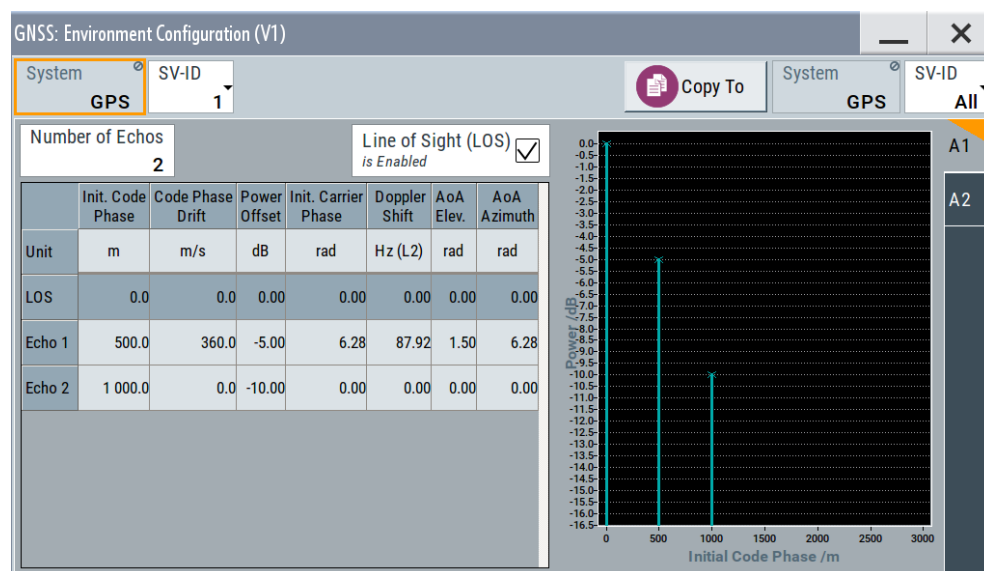 GNSS: Environment Configuration (V1)
System
GPS
SV-ID
1
Copy To
System
GPS
SV-ID
All
Number of Echos
2
Line of Sight (LOS)
is Enabled
A1
A2
Init. Code Phase Code Phase Drift Power Offset Init. Carrier Phase Doppler Shift AoA Elev. AoA Azimuth
Unit m m/s dB rad Hz (L2) rad rad
LOS 0.0 0.0 0.00 0.00 0.00 0.00 0.00
Echo 1 500.0 360.0 -5.00 6.28 87.92 1.50 6.28
Echo 2 1 000.0 0.0 -10.00 0.00 0.00 0.00 0.00
Power /dB
0.0
-0.5
-1.0
-1.5
-2.0
-2.5
-3.0
-3.5
-4.0
-4.5
-5.0
-5.5
-6.0
-6.5
-7.0
-7.5
-8.0
-8.5
-9.0
-9.5
-10.0
-10.5
-11.0
-11.5
-12.0
-12.5
-13.0
-13.5
-14.0
-14.5
-15.0
-15.5
-16.0
-16.5
0 500 1000 1500 2000 2500 3000
Initial Code Phase /m